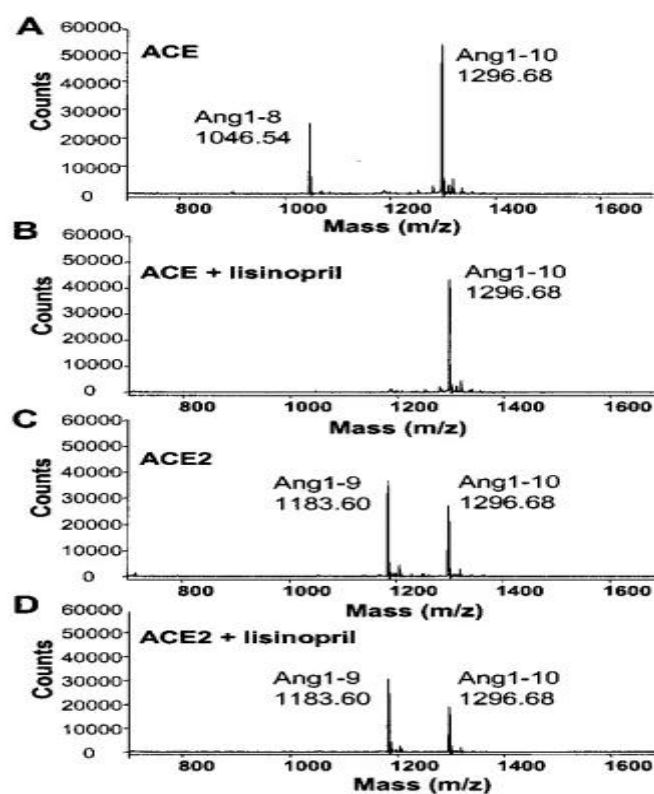 A
ACE
Counts
60000
50000
40000
30000
20000
10000
0
Ang1-8
1046.54
Ang1-10
1296.68
800
1000
1200
1400
1600
Mass (m/z)
B
ACE + lisinopril
Counts
60000
50000
40000
30000
20000
10000
0
Ang1-10
1296.68
1000
1200
1400
1600
Mass (m/z)
C
ACE2
Counts
60000
50000
40000
30000
20000
10000
0
Ang1-9
1183.60
Ang1-10
1296.68
800
1000
1200
1400
1600
Mass (m/z)
D
ACE2 + lisinopril
Counts
60000
50000
40000
30000
20000
10000
0
Ang1-9
1183.60
Ang1-10
1296.68
800
1000
1200
1400
1600
Mass (m/z)